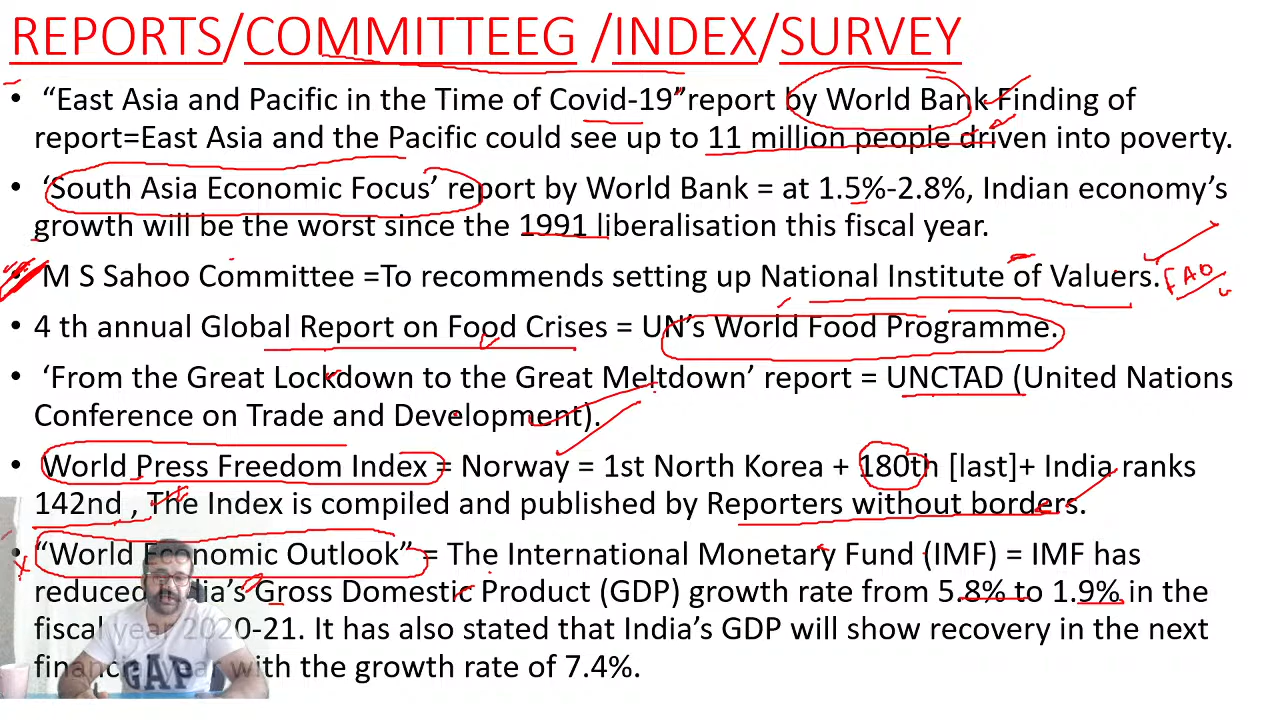 REPORTS/COMMITTEEG /INDEX/SURVEY
• “East Asia and Pacific in the Time of Covid-19”report by World Bank Finding of
report=East Asia and the Pacific could see up to 11 million people driven into poverty.
• ‘South Asia Economic Focus’ report by World Bank = at 1.5%-2.8%, Indian economy’s
growth will be the worst since the 1991 liberalisation this fiscal year.
• M S Sahoo Committee =To recommends setting up National Institute of Valuers. FAO
• 4 th annual Global Report on Food Crises = UN’s World Food Programme.
• ‘From the Great Lockdown to the Great Meltdown’ report = UNCTAD (United Nations
Conference on Trade and Development).
• World Press Freedom Index = Norway = 1st North Korea + 180th [last]+ India ranks
142nd , The Index is compiled and published by Reporters without borders.
• “World Economic Outlook” = The International Monetary Fund (IMF) = IMF has
reduced India’s Gross Domestic Product (GDP) growth rate from 5.8% to 1.9% in the
fiscal year 2020-21. It has also stated that India’s GDP will show recovery in the next
financial year with the growth rate of 7.4%.
GAP